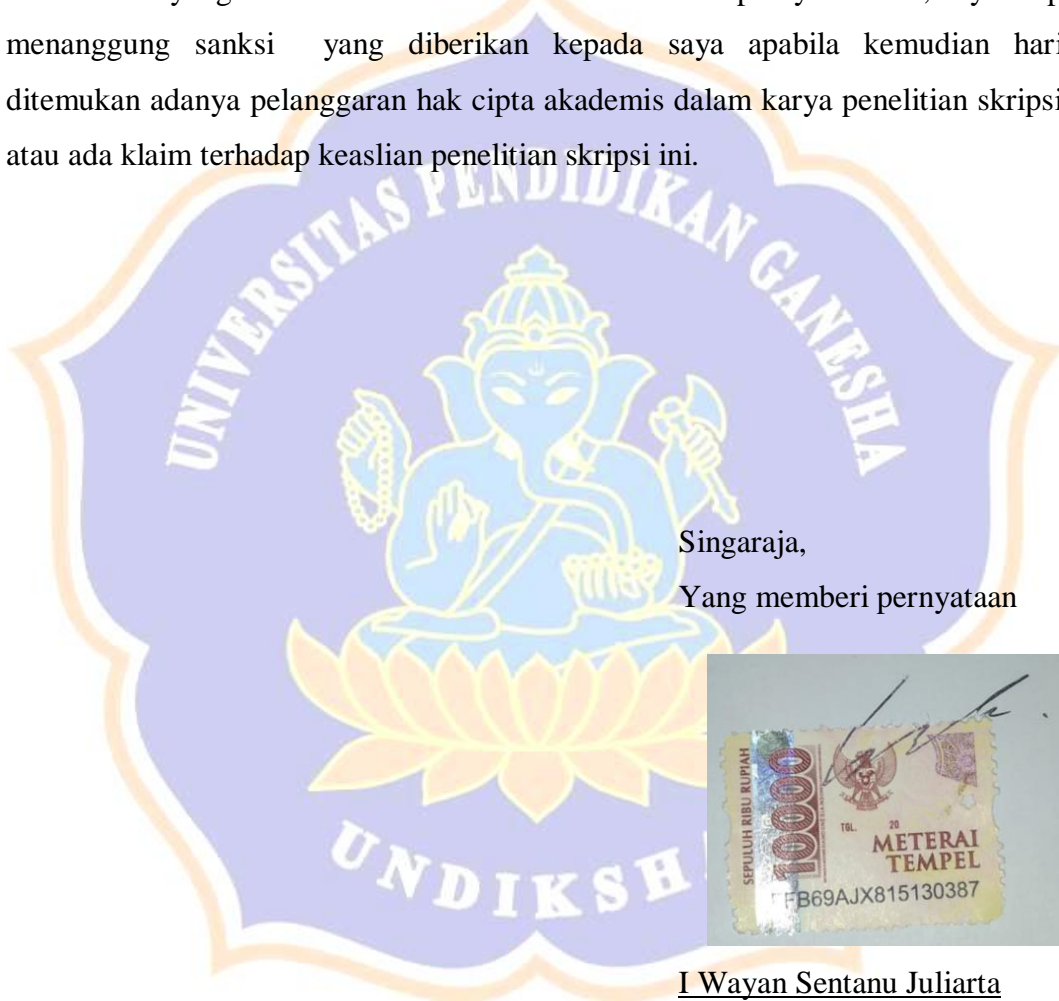 menanggung sanksi yang diberikan kepada saya apabila kemudian hari
ditemukan adanya pelanggaran hak cipta akademis dalam karya penelitian skripsi
atau ada klaim terhadap keaslian penelitian skripsi ini.
UNIVERSITAS PENDIDIKAN GANESHA
Singaraja,
Yang memberi pernyataan
SEPULUH RIBU RUPIAH
10000
TGL. 20
METERAI
TEMPEL
FB69AJX815130387
UNDIKSH
I Wayan Sentanu Juliarta